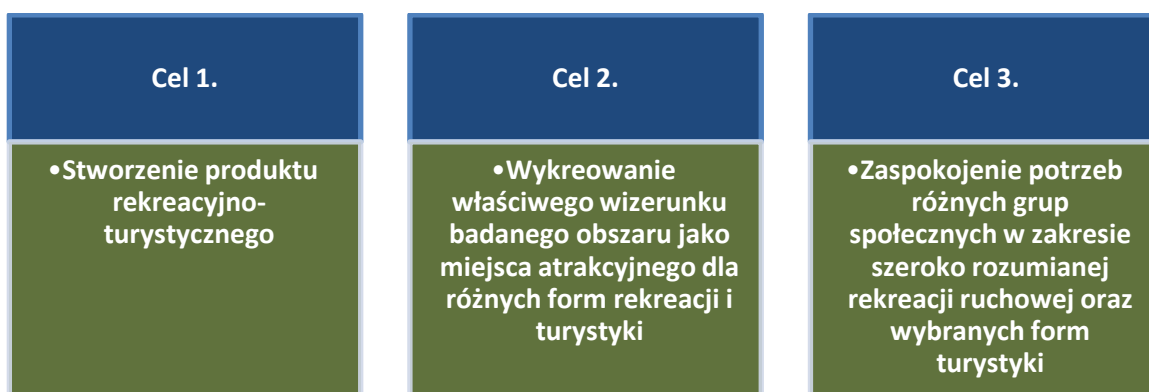 Cel 1.
•Stworzenie produktu
rekreacyjno-
turystycznego
Cel 2.
•Wykreowanie
właściwego wizerunku
badanego obszaru jako
miejsca atrakcyjnego dla
różnych form rekreacji i
turystyki
Cel 3.
•Zaspokojenie potrzeb
różnych grup
społecznych w zakresie
szeroko rozumianej
rekreacji ruchowej oraz
wybranych form
turystyki